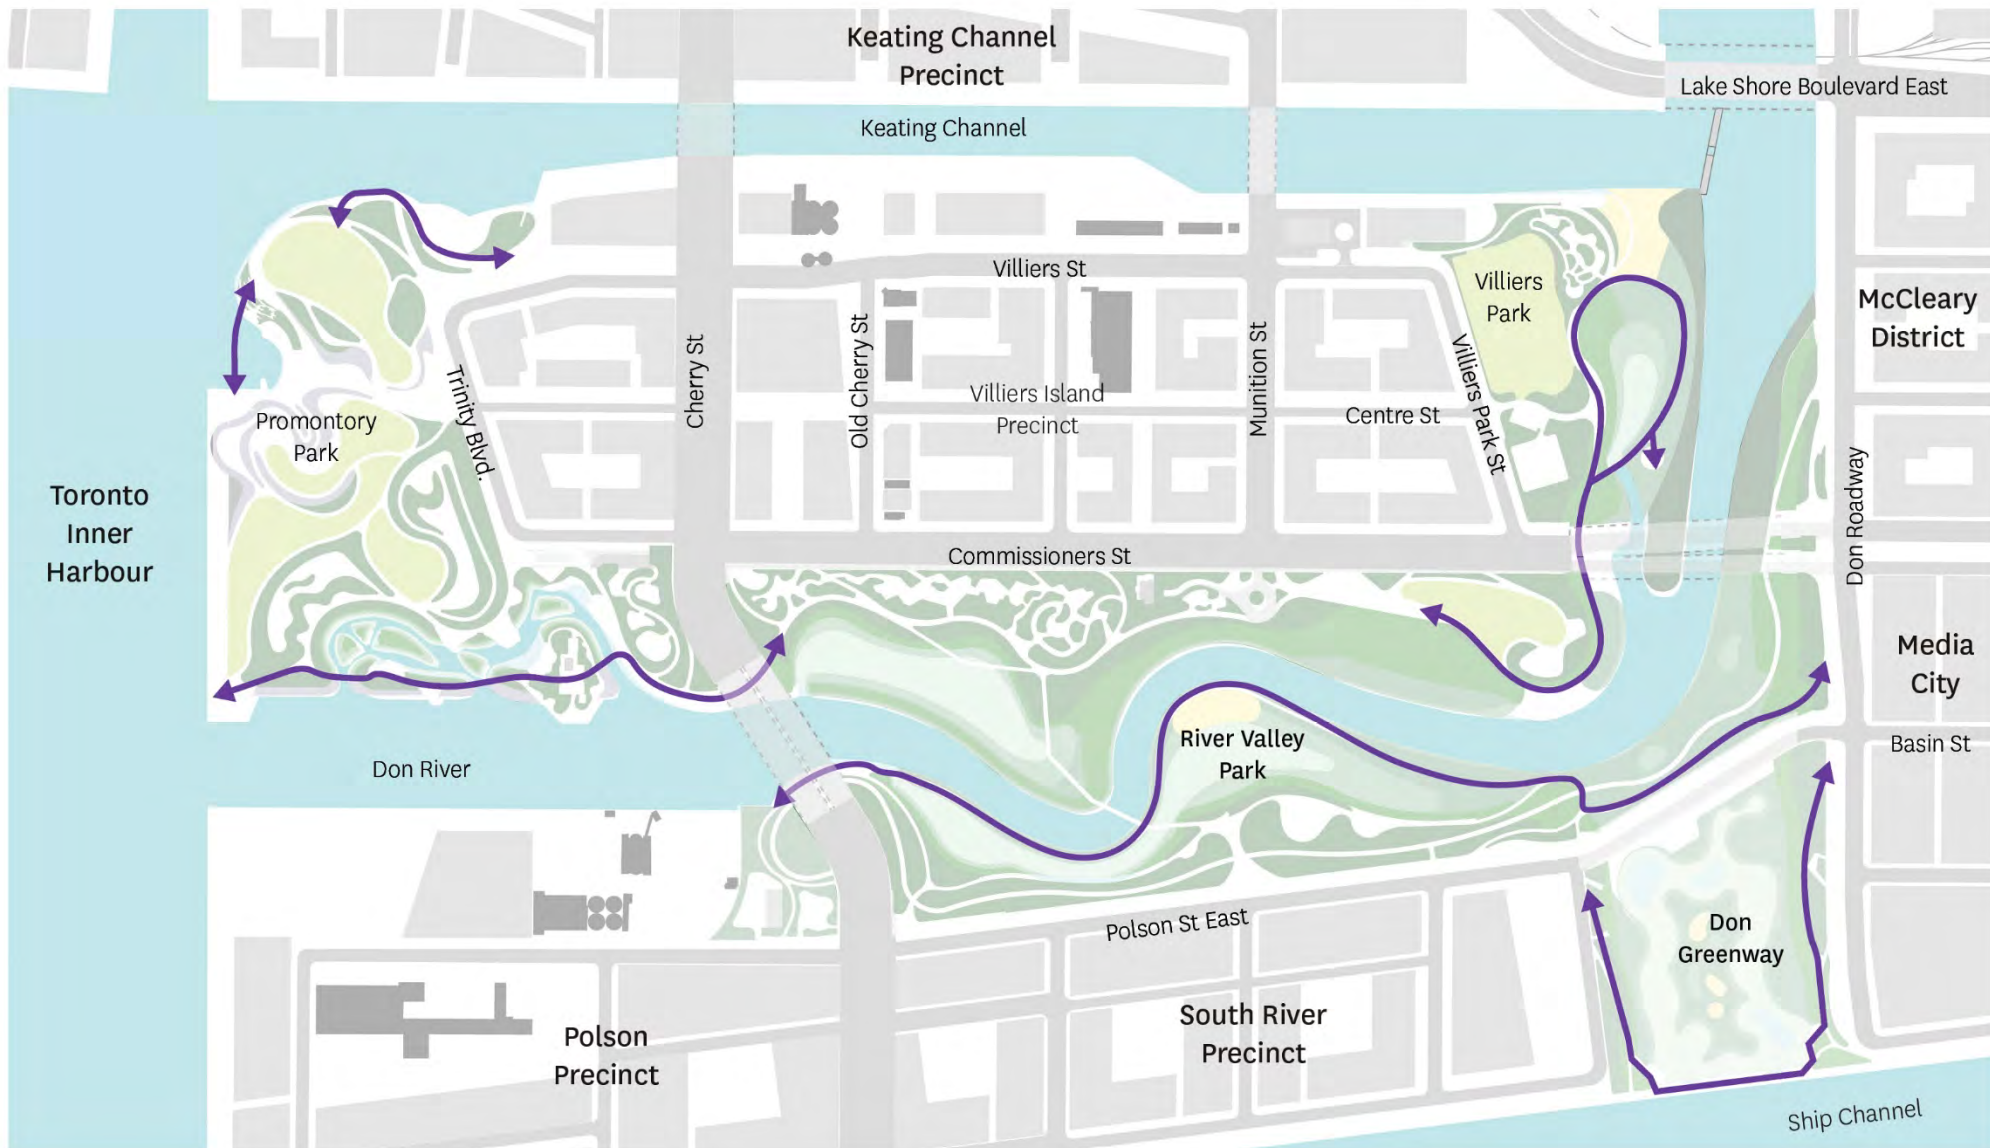 Keating Channel
Precinct
Lake Shore Boulevard East
Keating Channel
Villiers St
Villiers
Park
McCleary
District
Cherry St
Old Cherry St
Munition St
Villiers Park St
Trinity Blvd.
Villiers Island
Precinct
Centre St
Promontory
Park
Toronto
Inner
Harbour
Don Roadway
Commissioners St
Media
City
River Valley
Park
Basin St
Don River
Polson St East
Don
Greenway
South River
Precinct
Polson
Precinct
Ship Channel